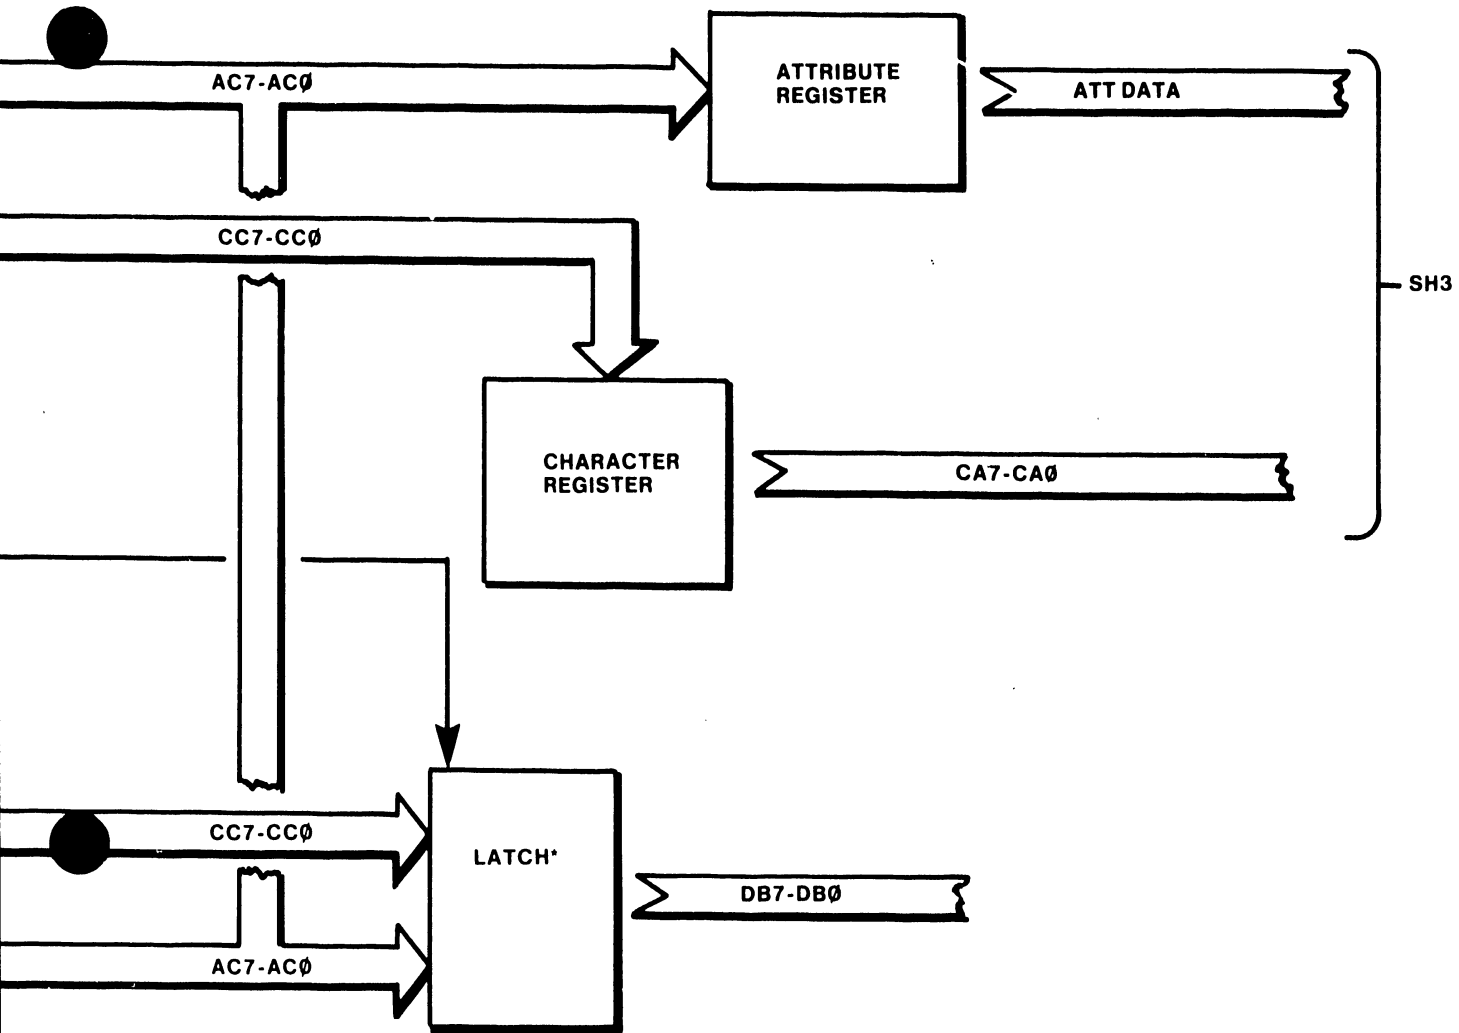 AC7-ACØ
ATTRIBUTE
REGISTER
ATT DATA
CC7-CCØ
SH3
CHARACTER
REGISTER
CA7-CAØ
CC7-CCØ
LATCH*
DB7-DBØ
AC7-ACØ